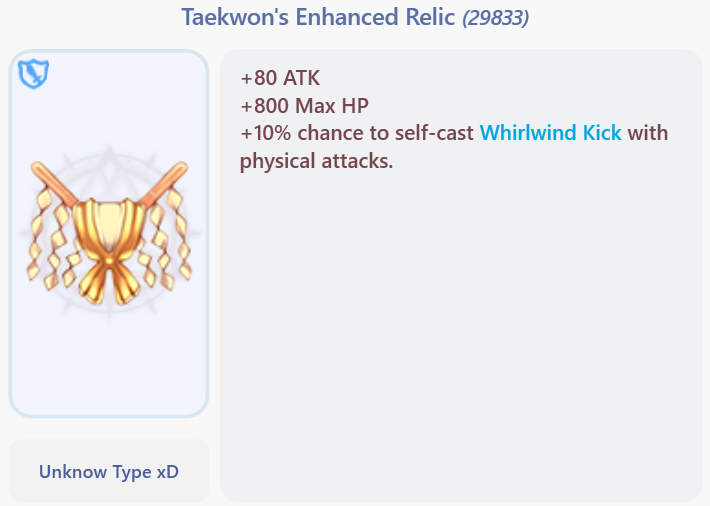 Taekwon's Enhanced Relic (29833)
+80 ATK
+800 Max HP
+10% chance to self-cast Whirlwind Kick with
physical attacks.
Unknow Type xD